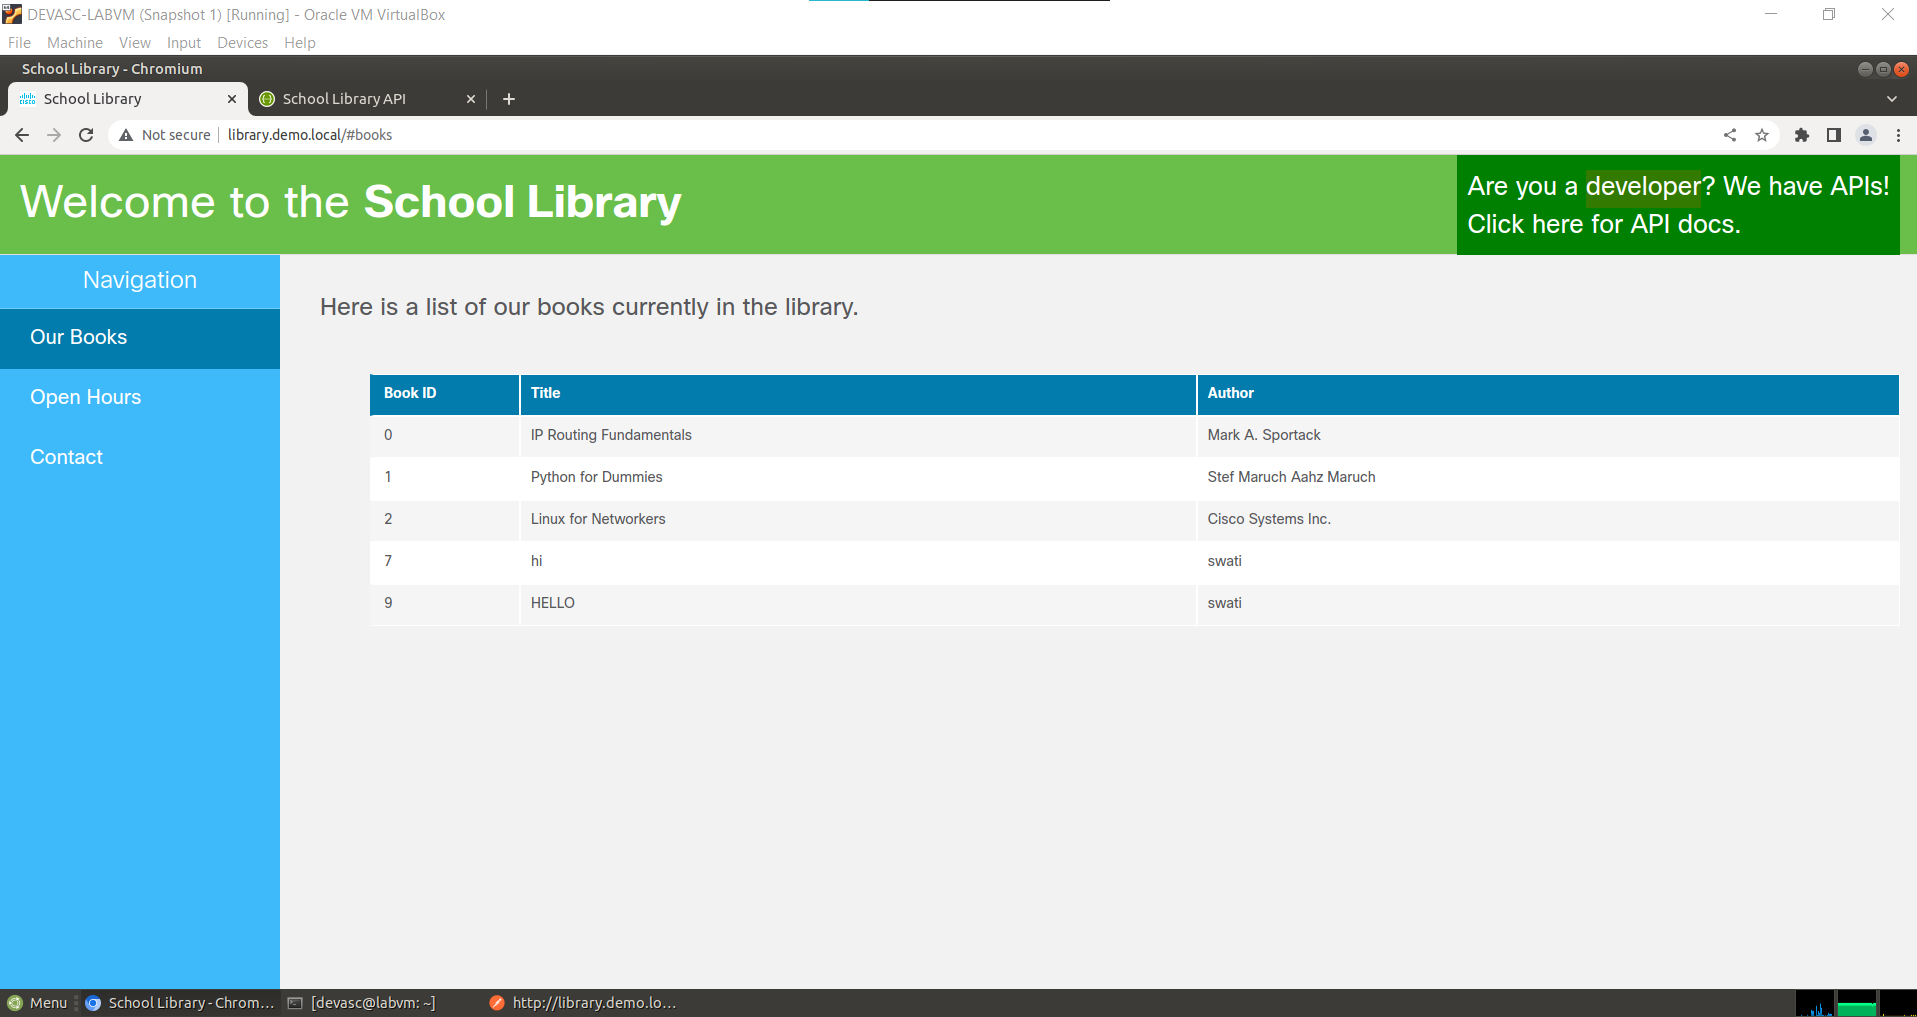 DEVASC-LABVM (Snapshot 1) [Running] - Oracle VM VirtualBox
File Machine View Input Devices Help
School Library - Chromium
School Library
School Library API
Not secure library.demo.local/#books
Welcome to the School Library
Are you a developer? We have APIs!
Click here for API docs.
Navigation
Our Books
Open Hours
Contact
Here is a list of our books currently in the library.
Book ID Title Author
0 IP Routing Fundamentals Mark A. Sportack
1 Python for Dummies Stef Maruch Aahz Maruch
2 Linux for Networkers Cisco Systems Inc.
7 hi swati
9 HELLO swati
Menu School Library - Chrom... [devasc@labvm: ~] http://library.demo.lo...